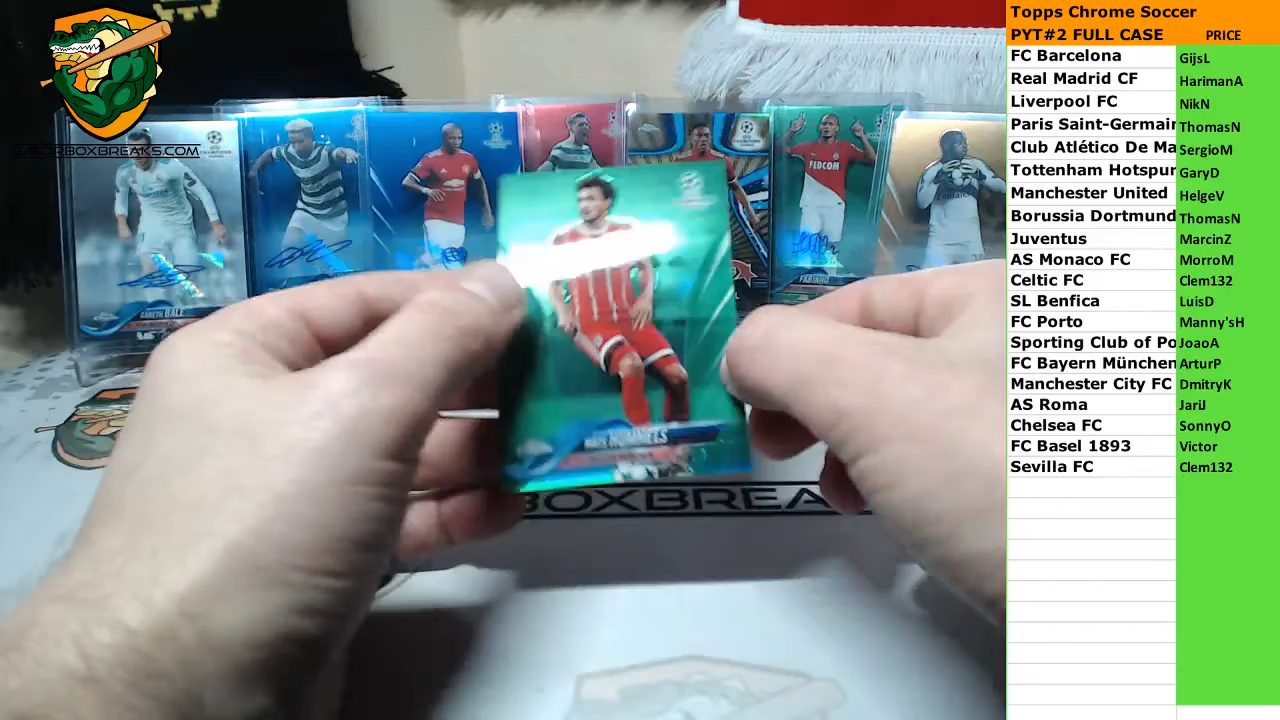 Topps Chrome Soccer
PYT#2 FULL CASE PRICE
FC Barcelona GijsL
Real Madrid CF HarimanA
Liverpool FC NikN
Paris Saint-Germain ThomasN
Club Atlético De Ma SergioM
Tottenham Hotspur GaryD
Manchester United HelgeV
Borussia Dortmund ThomasN
Juventus MarcinZ
AS Monaco FC MorroM
Celtic FC Clem132
SL Benfica LuisD
FC Porto Manny'sH
Sporting Club of Po JoaoA
FC Bayern München ArturP
Manchester City FC DmitryK
AS Roma JariJ
Chelsea FC SonnyO
FC Basel 1893 Victor
Sevilla FC Clem132
BOXBREAKS.COM
FEDCOM
GARETH BALE
FABINHO
HUMMELS
BOXBREA